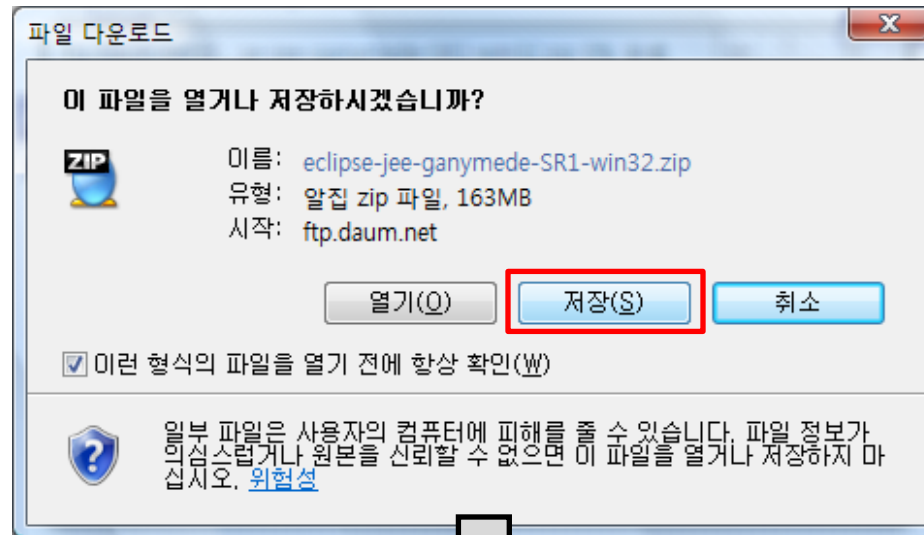 파일 다운로드
이 파일을 열거나 저장하시겠습니까?
ZIP
이름: eclipse-jee-ganymede-SR1-win32.zip
유형: 알집 zip 파일, 163MB
시작: ftp.daum.net
열기(O) 저장(S) 취소
이런 형식의 파일을 열기 전에 항상 확인(W)
일부 파일은 사용자의 컴퓨터에 피해를 줄 수 있습니다. 파일 정보가
의심스럽거나 원본을 신뢰할 수 없으면 이 파일을 열거나 저장하지 마
십시오. 위험성